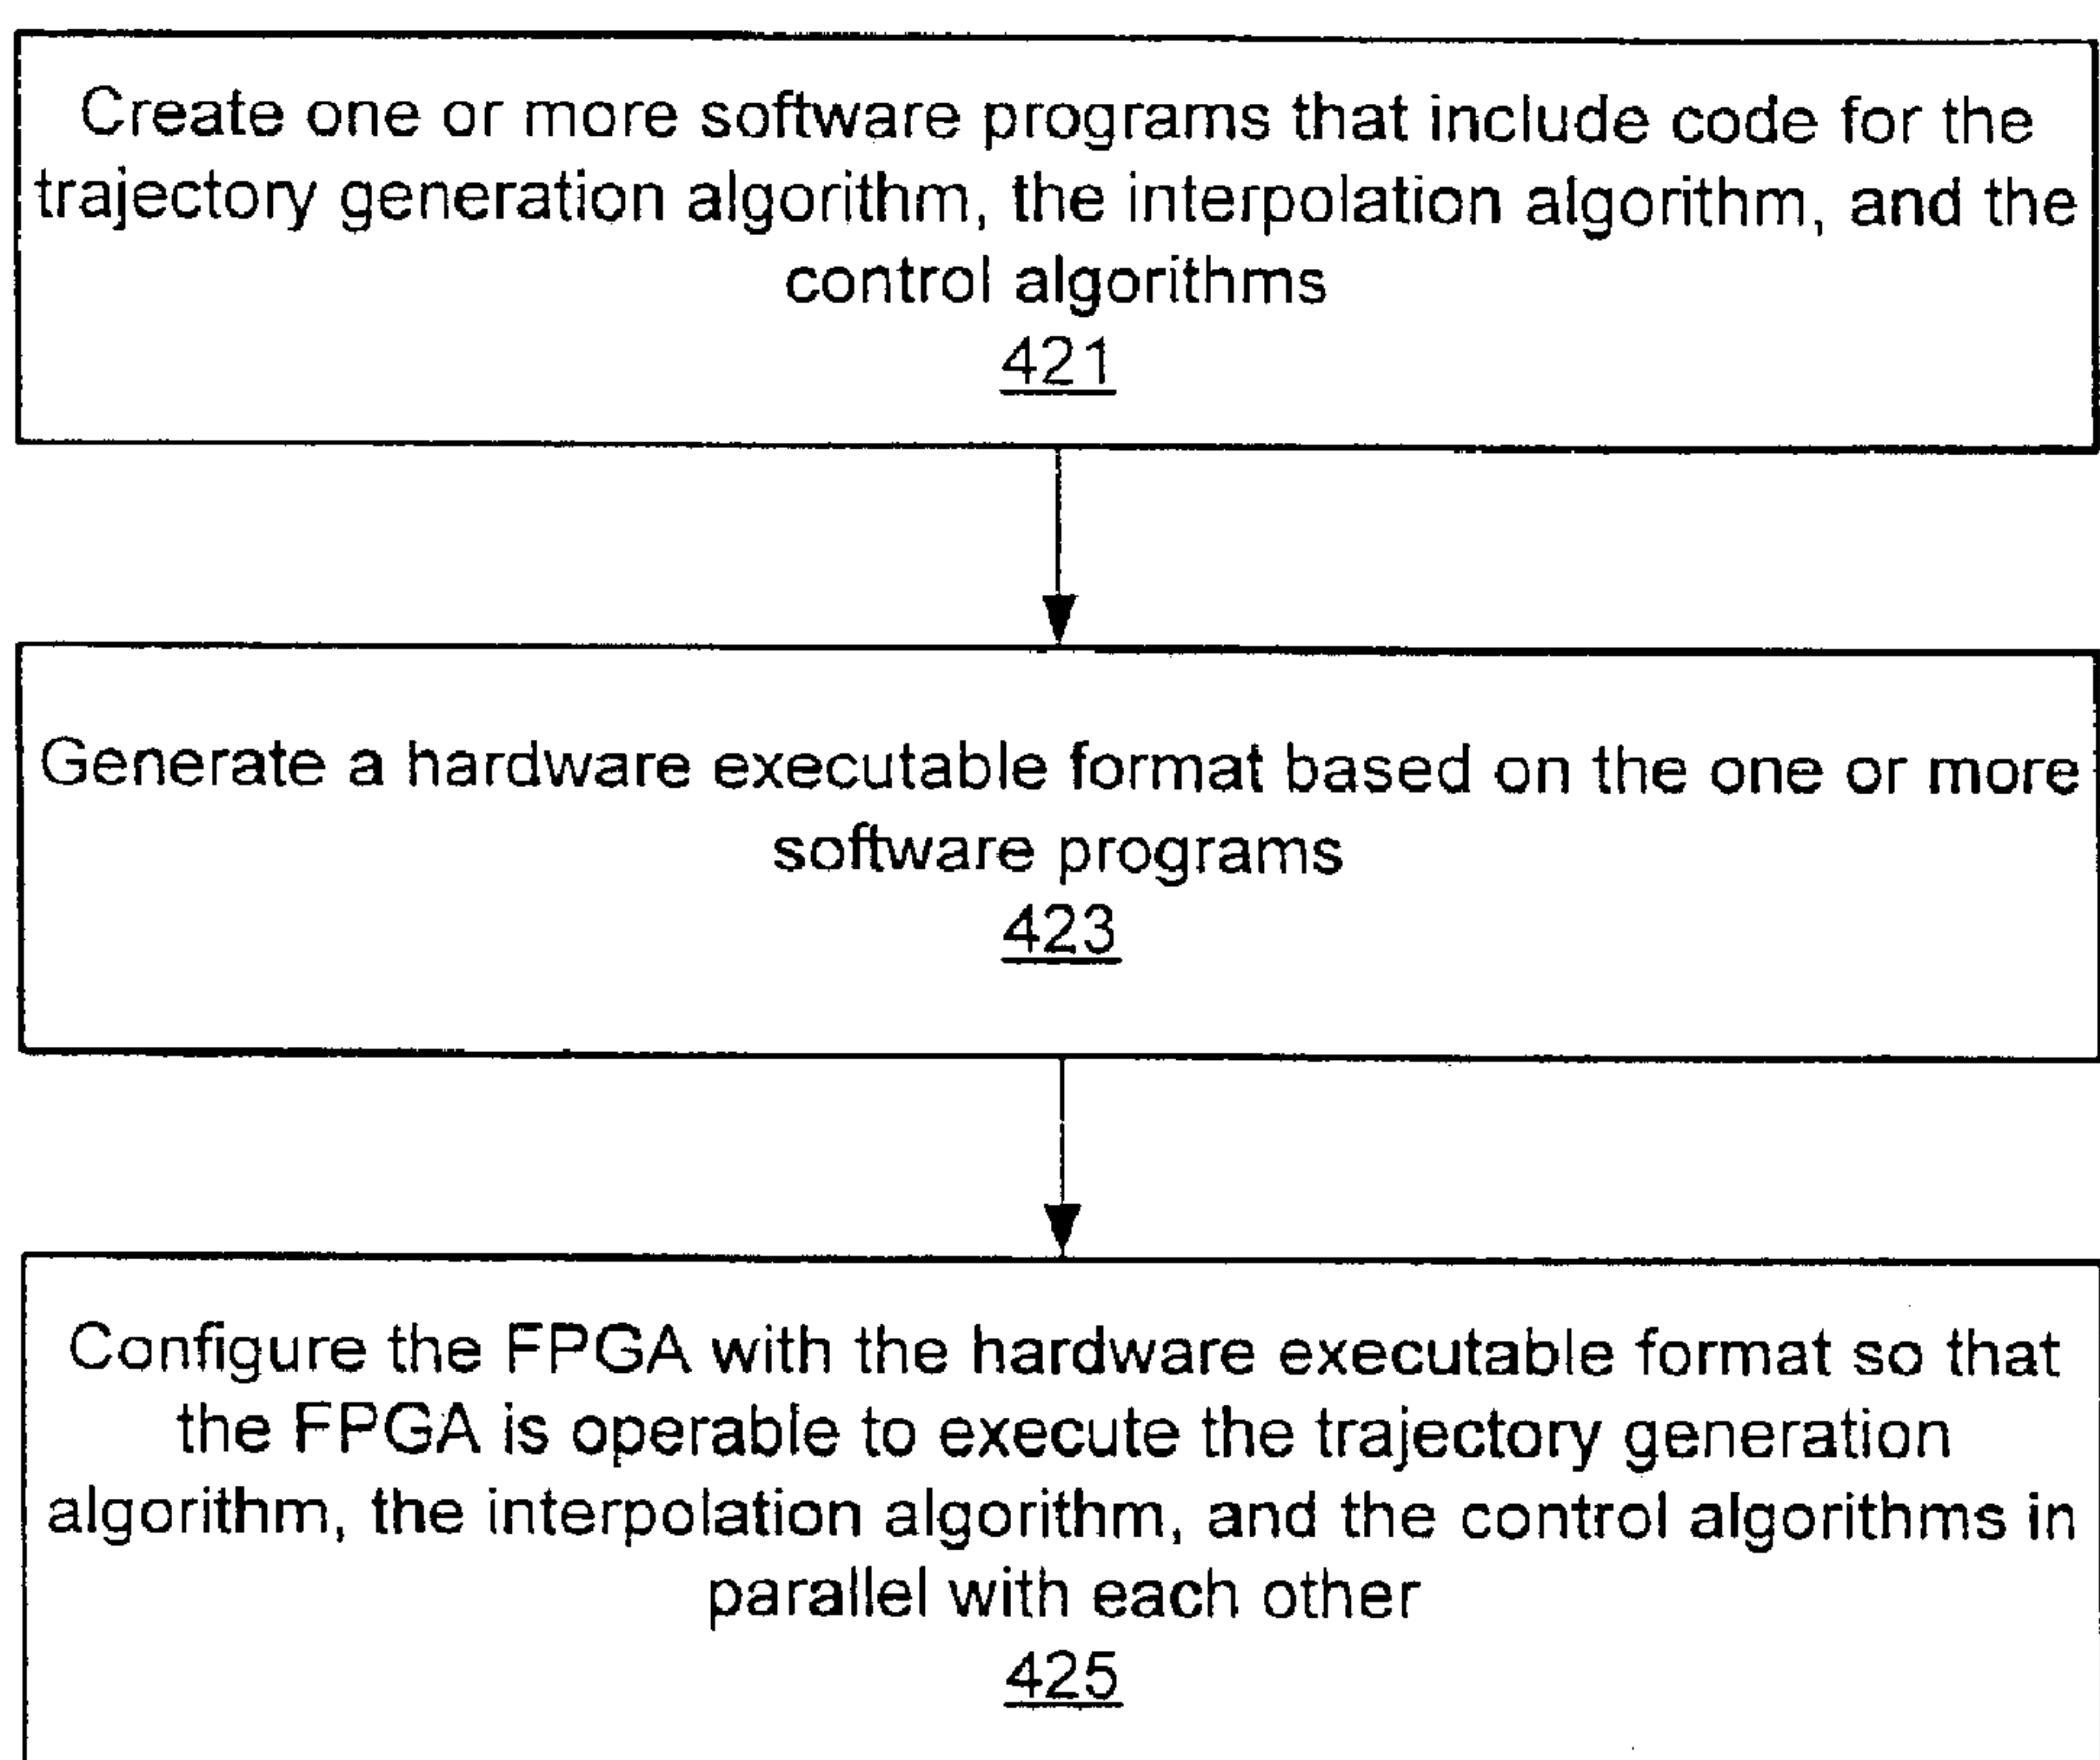 Create one or more software programs that include code for the
trajectory generation algorithm, the interpolation algorithm, and the
control algorithms
421
Generate a hardware executable format based on the one or more
software programs
423
Configure the FPGA with the hardware executable format so that
the FPGA is operable to execute the trajectory generation
algorithm, the interpolation algorithm, and the control algorithms in
parallel with each other
425